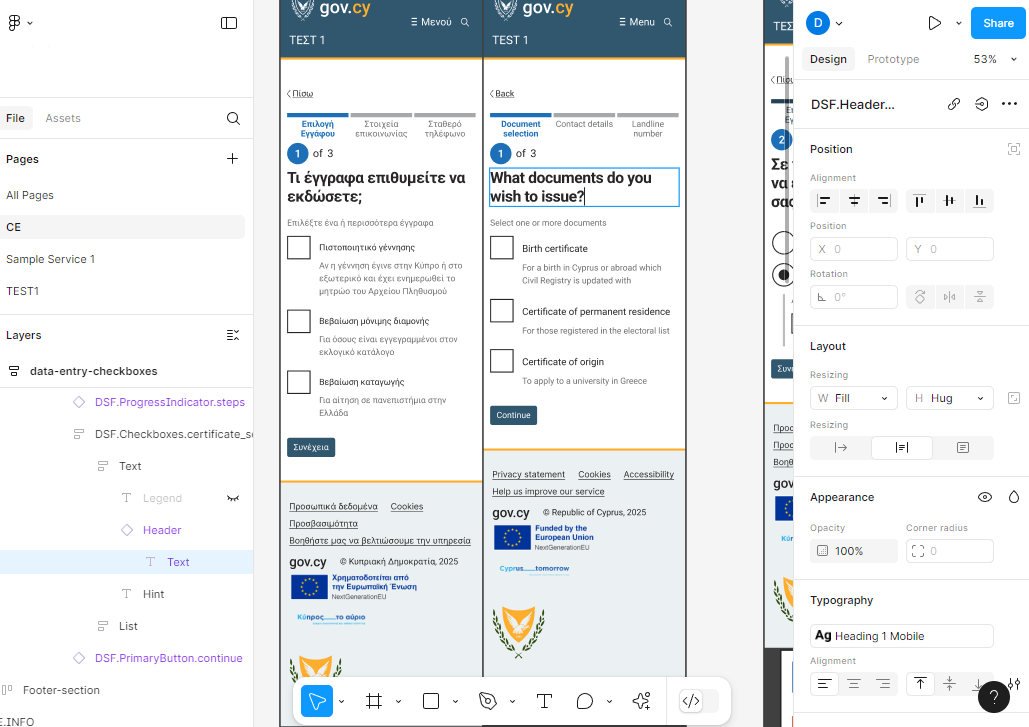 File
Assets
Pages
All Pages
CE
Sample Service 1
TEST1
Layers
data-entry-checkboxes
DSF.ProgressIndicator.steps
DSF.Checkboxes.certificate_s
Text
Legend
Header
Text
Hint
List
DSF.PrimaryButton.continue
Footer-section
E.INFO
gov.cy
Μενού
ΤΕΣΤ 1
Πίσω
Επιλογή
Εγγάφου
Στοιχεία
επικοινωνίας
Σταθερό
τηλέφωνο
1 of 3
Τι έγγραφα επιθυμείτε να
εκδώσετε;
Επιλέξτε ένα ή περισσότερα έγγραφα
Πιστοποιητικό γέννησης
Αν η γέννηση έγινε στην Κύπρο ή στο
εξωτερικό και έχει ενημερωθεί το
μητρώο του Αρχείου Πληθυσμού
Βεβαίωση μόνιμης διαμονής
Για όσους είναι εγγεγραμμένοι στον
εκλογικό κατάλογο
Βεβαίωση καταγωγής
Για αίτηση σε πανεπιστήμια στην
Ελλάδα
Συνέχεια
Προσωπικά δεδομένα Cookies
Προσβασιμότητα
Βοηθήστε μας να βελτιώσουμε την υπηρεσία
gov.cy © Κυπριακή Δημοκρατία, 2025
Χρηματοδοτείται από
την Ευρωπαϊκή Ένωση
NextGenerationEU
Κύπρος το αύριο
gov.cy
Menu
TEST 1
Back
Document
selection
Contact details
Landline
number
1 of 3
What documents do you
wish to issue?
Select one or more documents
Birth certificate
For a birth in Cyprus or abroad which
Civil Registry is updated with
Certificate of permanent residence
For those registered in the electoral list
Certificate of origin
To apply to a university in Greece
Continue
Privacy statement Cookies Accessibility
Help us improve our service
gov.cy © Republic of Cyprus, 2025
Funded by the
European Union
NextGenerationEU
Cyprus tomorrow
2
D
Share
Design
Prototype
53%
DSF.Header...
Position
Alignment
Position
X 0
Y 0
Rotation
0°
Layout
Resizing
W Fill
H Hug
Resizing
Appearance
Opacity
Corner radius
100%
0
Typography
Ag Heading 1 Mobile
Alignment
?